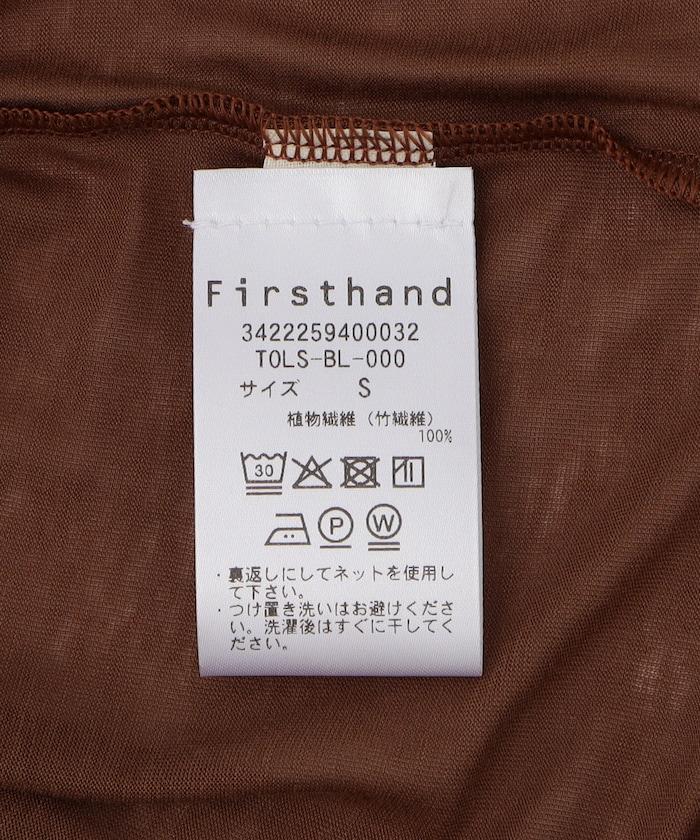 Firsthand
3422259400032
TOLS-BL-000
サイズ S
植物繊維（竹繊維）
100%
30
P W
・裏返しにしてネットを使用し
て下さい。
・つけ置き洗いはお避けくださ
い。洗濯後はすぐに干してく
ださい。